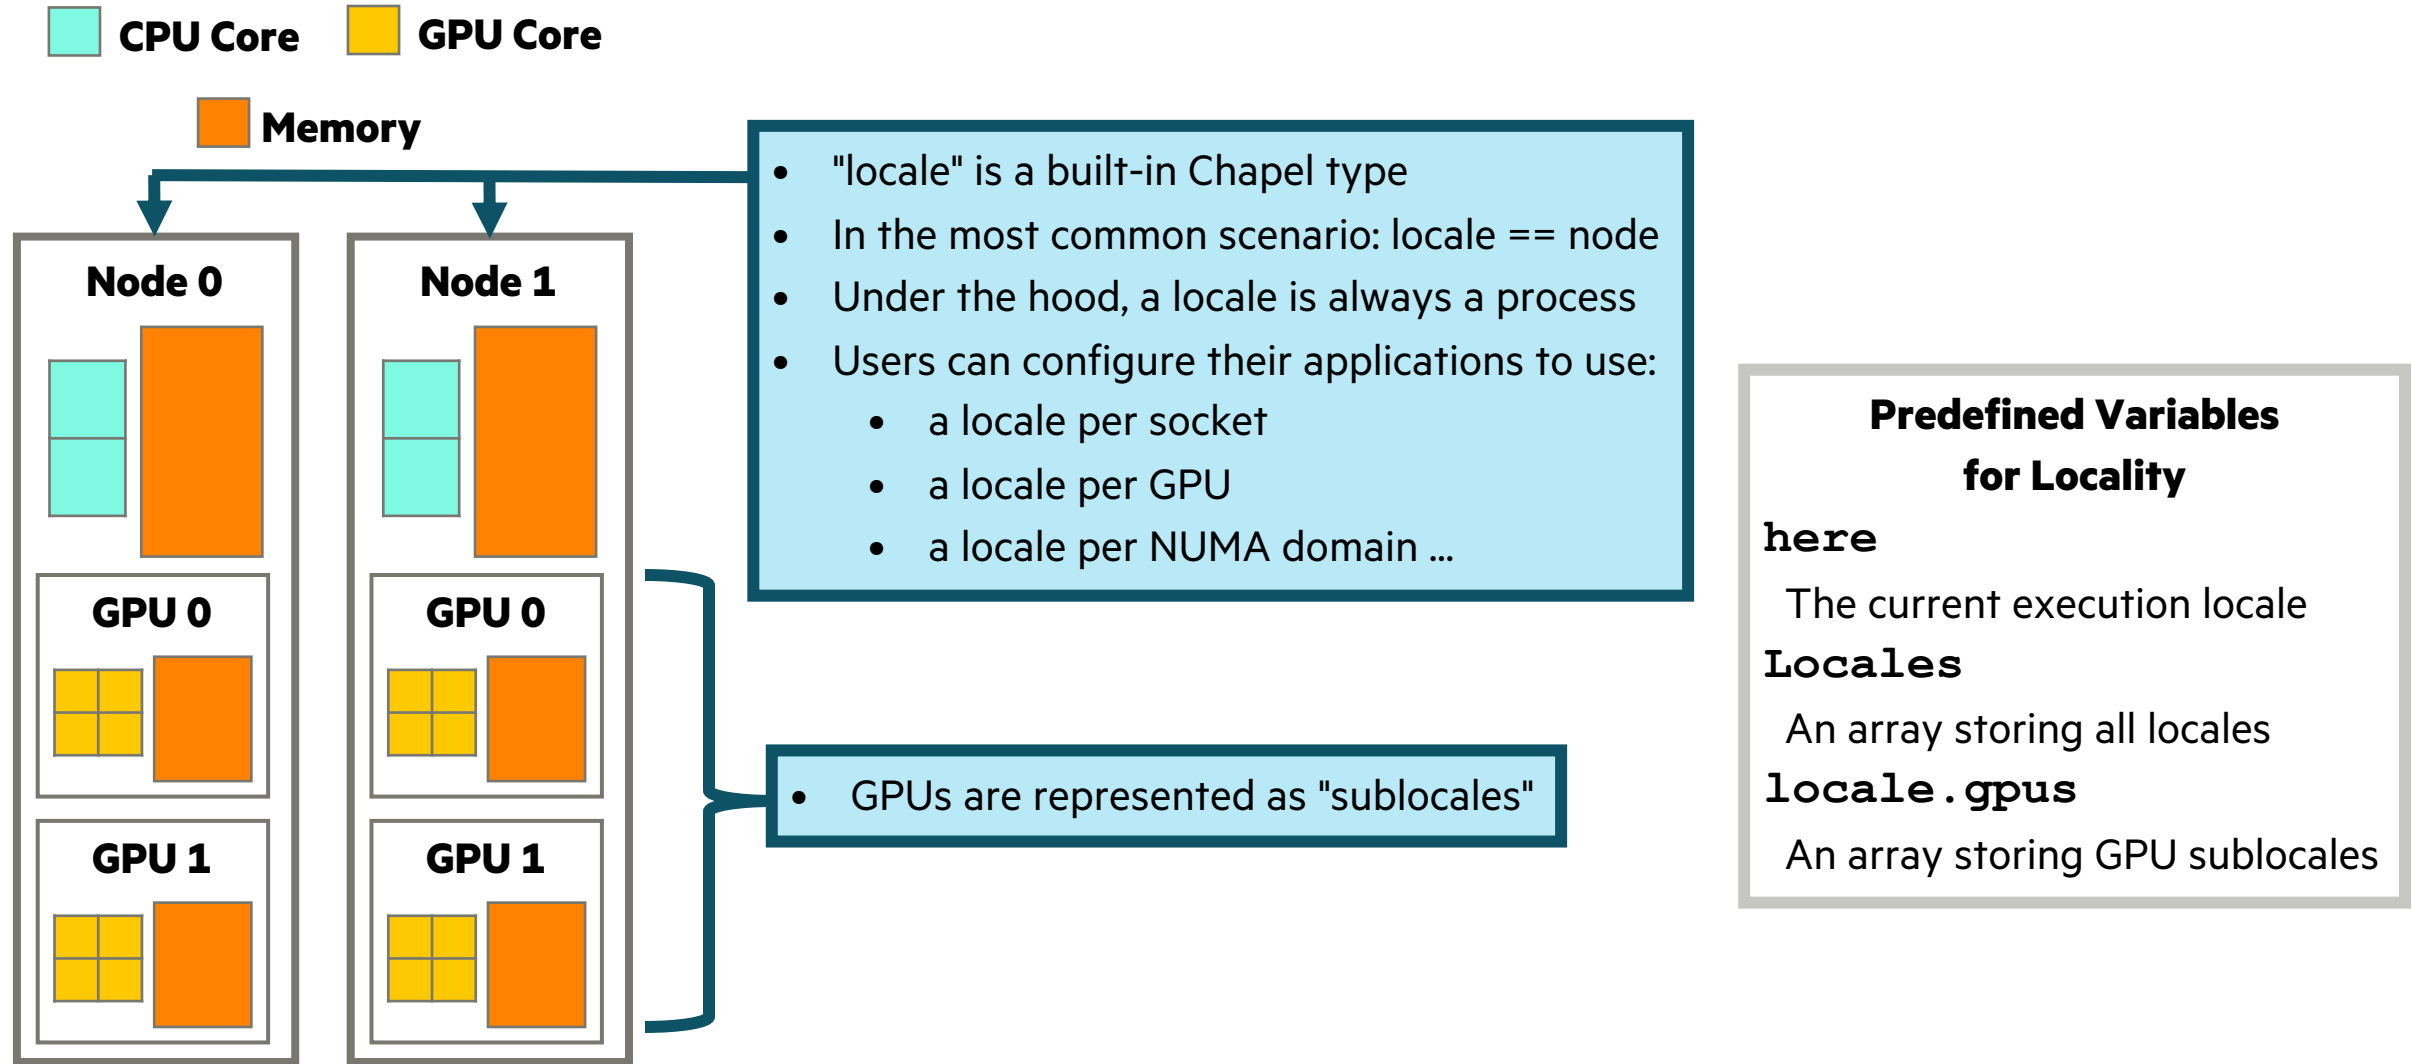 CPU Core
GPU Core
Memory
• "locale" is a built-in Chapel type
• In the most common scenario: locale == node
• Under the hood, a locale is always a process
• Users can configure their applications to use:
• a locale per socket
• a locale per GPU
• a locale per NUMA domain ...
Node 0
GPU 0
GPU 1
Node 1
GPU 0
GPU 1
• GPUs are represented as "sublocales"
Predefined Variables
for Locality
here
The current execution locale
Locales
An array storing all locales
locale.gpus
An array storing GPU sublocales